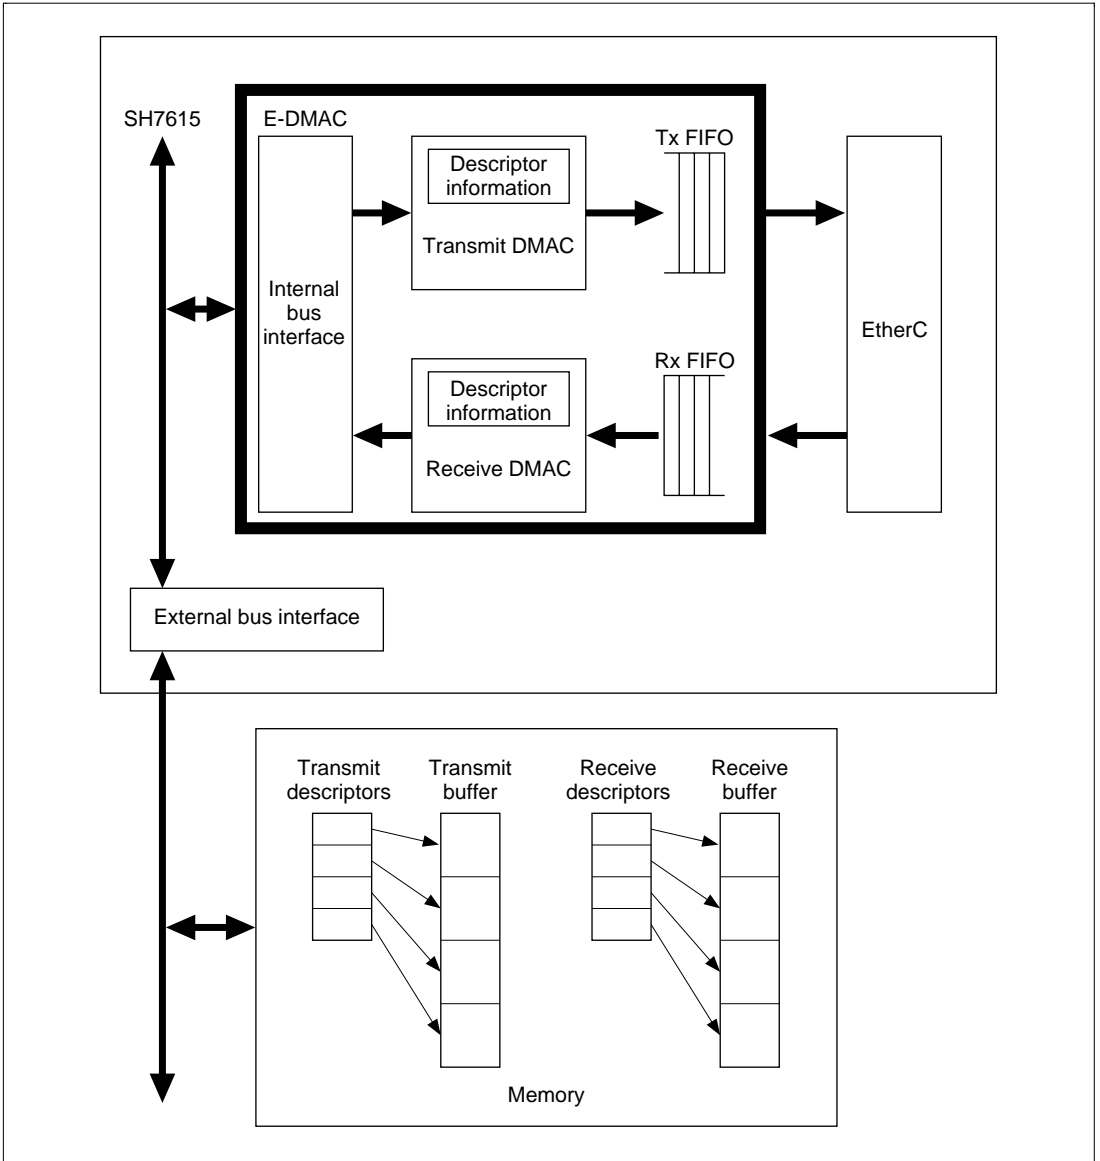 SH7615
E-DMAC
Tx FIFO
Descriptor
information
Transmit DMAC
Internal
bus
interface
EtherC
Rx FIFO
Descriptor
information
Receive DMAC
External bus interface
Transmit
descriptors
Transmit
buffer
Receive
descriptors
Receive
buffer
Memory